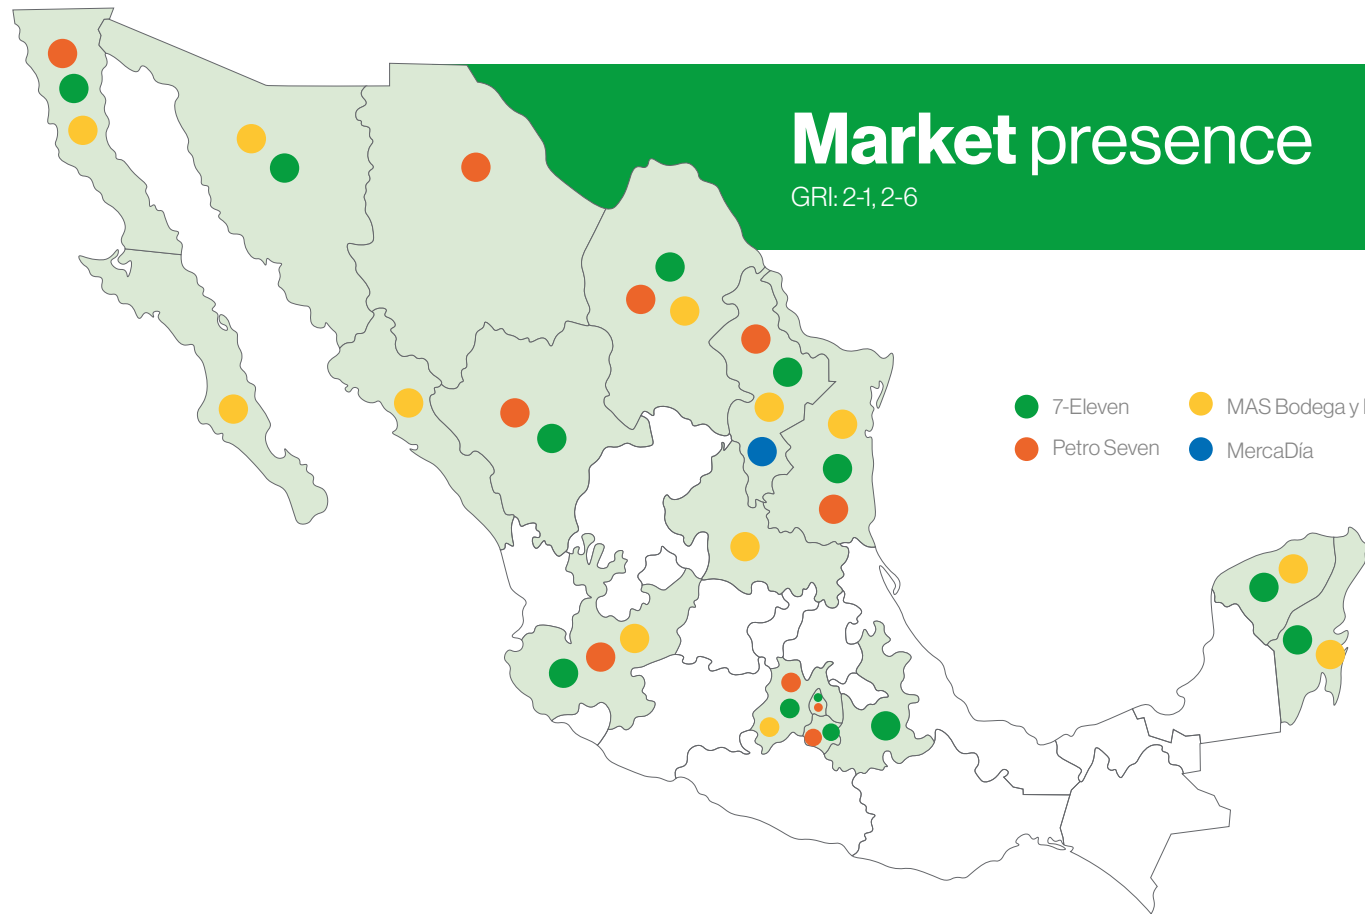 Market presence
GRI: 2-1, 2-6
7-Eleven
MAS Bodega y
Petro Seven
MercaDía